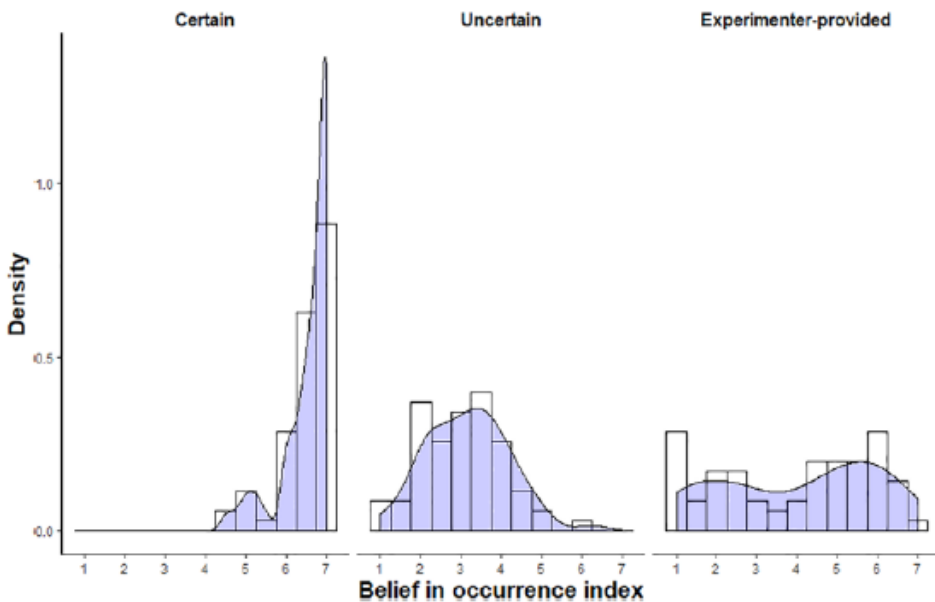 Certain
Uncertain
Experimenter-provided
Density
1.0
0.5
0.0
1 2 3 4 5 6 7
1 2 3 4 5 6 7
1 2 3 4 5 6 7
Belief in occurrence index